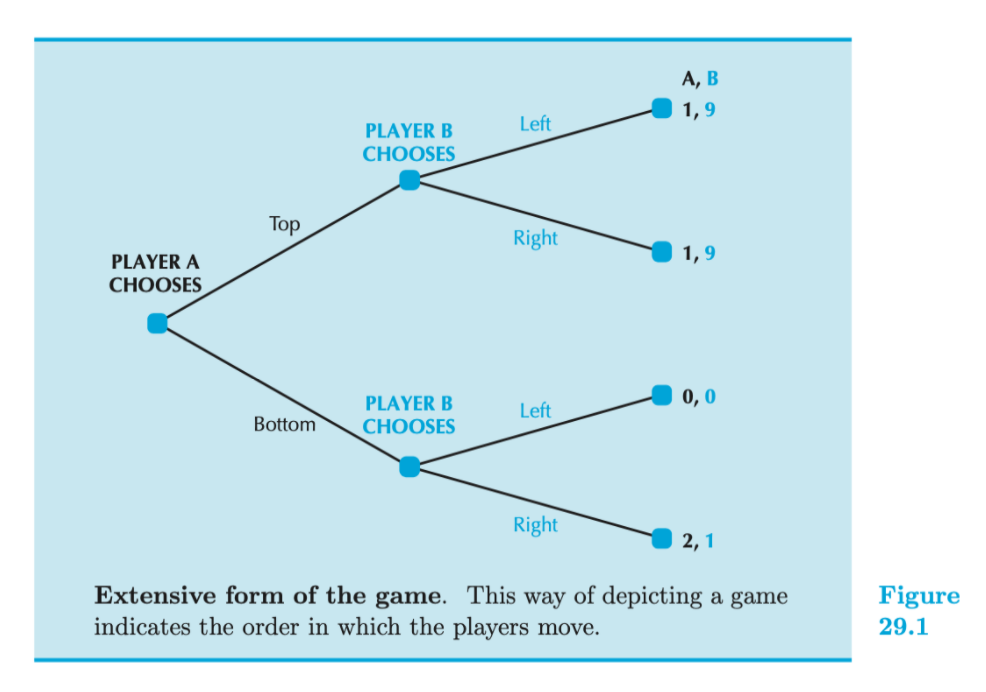 A, B
1, 9
Left
PLAYER B
CHOOSES
Top
Right
1, 9
PLAYER A
CHOOSES
0, 0
PLAYER B
CHOOSES
Left
Bottom
Right
2, 1
Extensive form of the game. This way of depicting a game
indicates the order in which the players move.
Figure
29.1